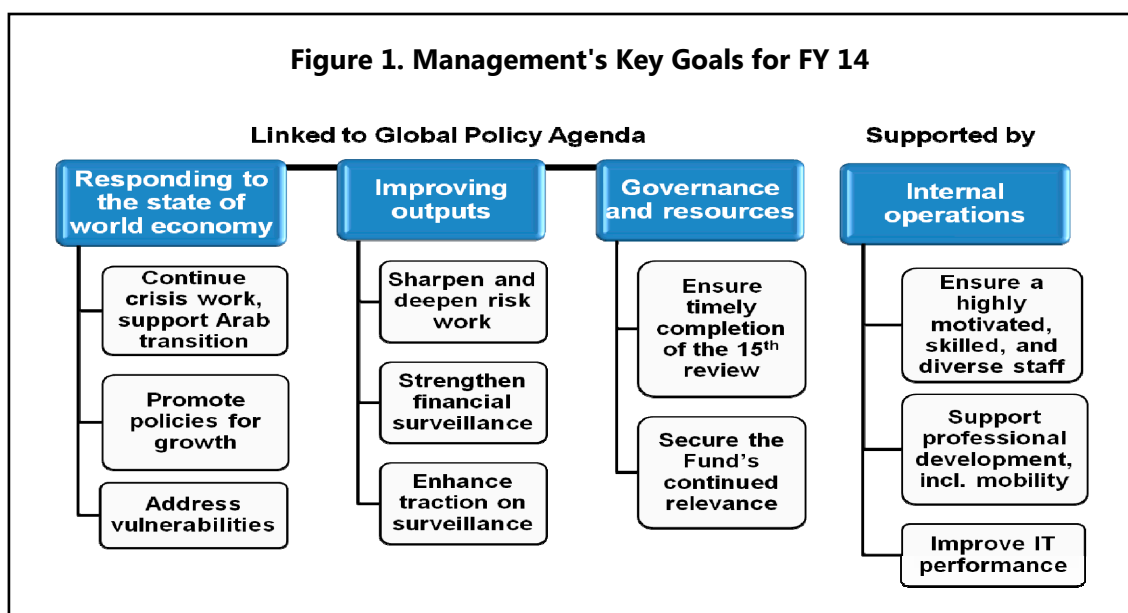 Figure 1. Management's Key Goals for FY 14
Linked to Global Policy Agenda
Supported by
Responding to
the state of
world economy
Continue
crisis work,
support Arab
transition
Promote
policies for
growth
Address
vulnerabilities
Improving
outputs
Sharpen and
deepen risk
work
Strengthen
financial
surveillance
Enhance
traction on
surveillance
Governance
and resources
Ensure
timely
completion
of the 15th
review
Secure the
Fund's
continued
relevance
Internal
operations
Ensure a
highly
motivated,
skilled, and
diverse staff
Support
professional
development,
incl. mobility
Improve IT
performance